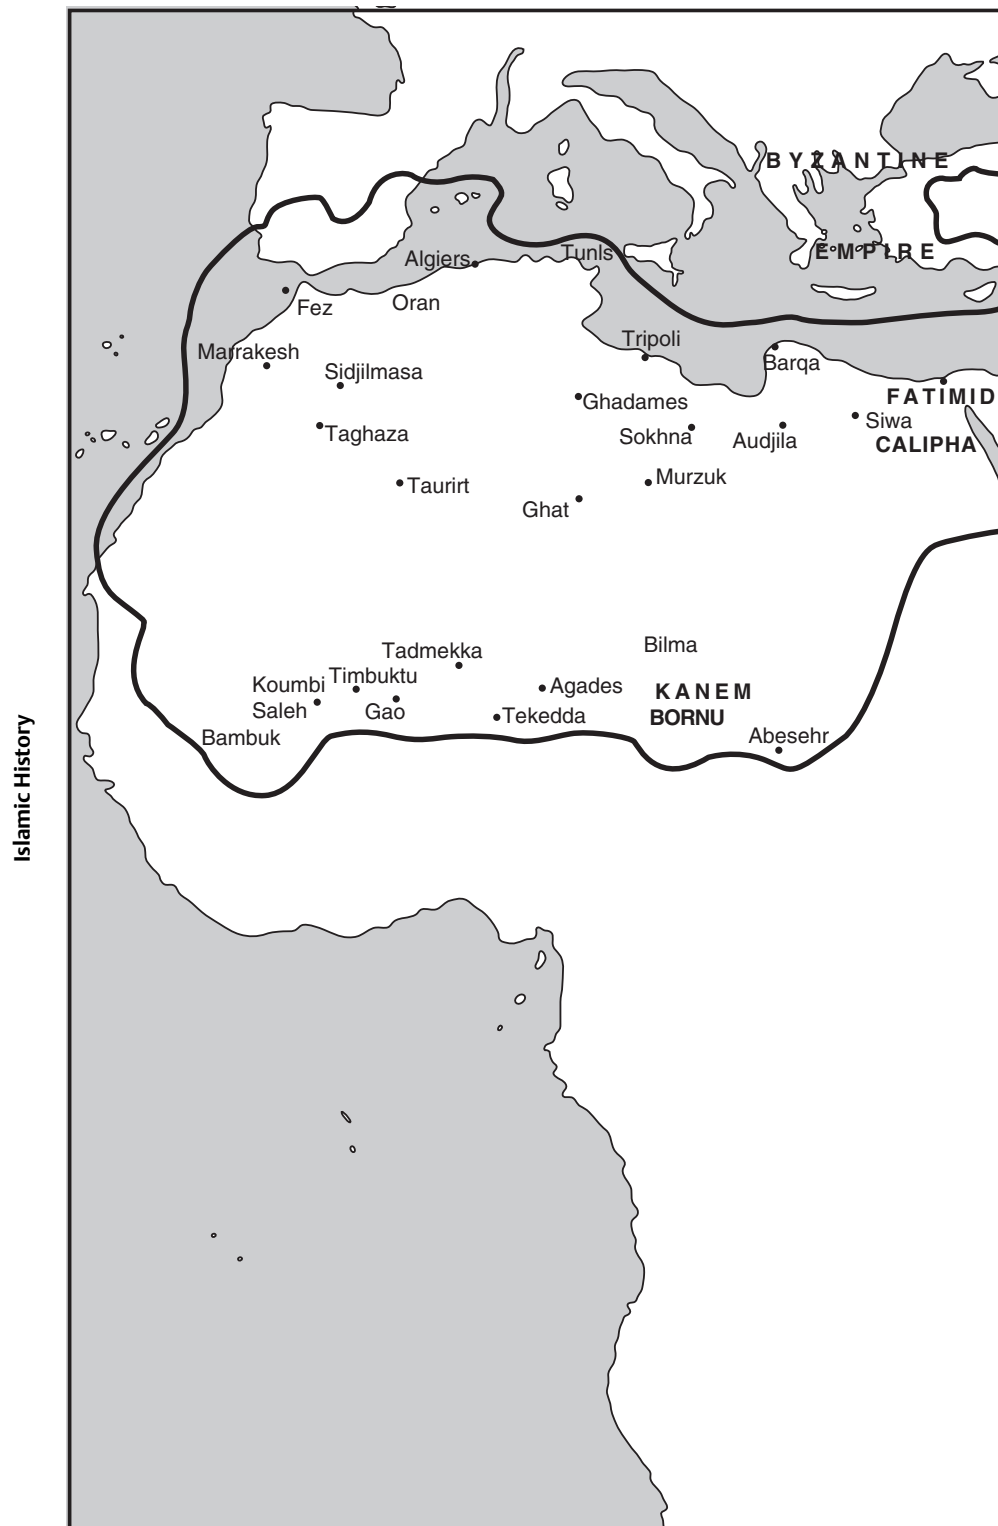 BYZANTINE
EMPIRE
Algiers
Tunls
Oran
Fez
Marrakesh
Tripoli
Barqa
Sidjilmasa
FATIMID
Ghadames
Siwa
Taghaza
Sokhna
Audjila
CALIPHA
Taurirt
Murzuk
Ghat
Bilma
Tadmekka
Timbuktu
Koumbi
Saleh
Gao
Agades
KANEM
BORNU
Tekedda
Bambuk
Abesehr
Islamic History